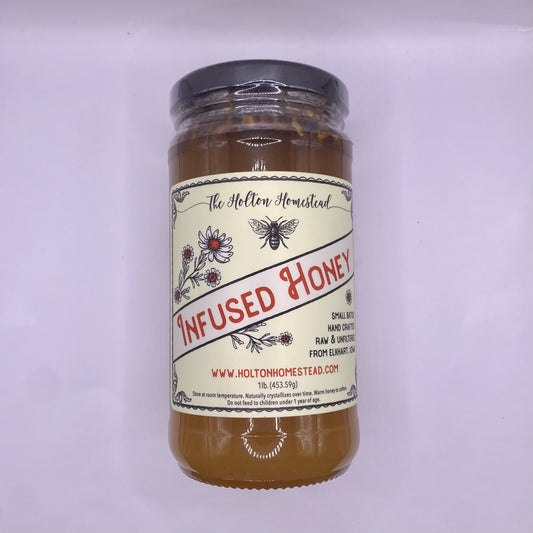 The Holton Homestead
INFUSED HONEY
SMALL BATCH
HAND CRAFTED
RAW & UNFILTERED
FROM ELKHART, IOWA
WWW.HOLTONHOMESTEAD.COM
1lb. (453.59g)
Store at room temperature. Naturally crystallizes over time. Warm honey to soften.
Do not feed to children under 1 year of age.